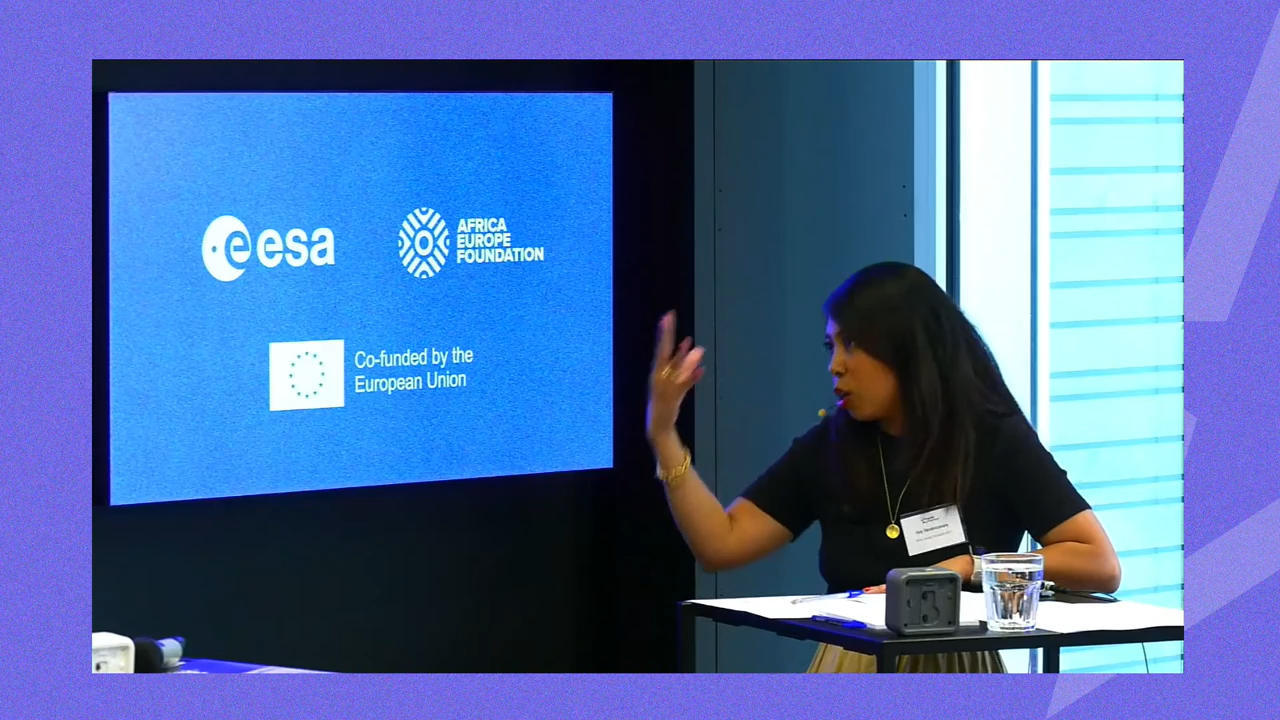 esa
AFRICA
EUROPE
FOUNDATION
Co-funded by the
European Union